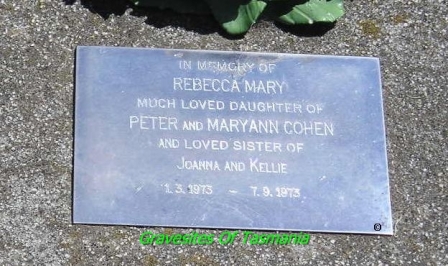 IN MEMORY OF
REBECCA MARY
MUCH LOVED DAUGHTER OF
PETER AND MARYANN COHEN
AND LOVED SISTER OF
JOANNA AND KELLIE
1.3.1973 – 7.9.1973
Gravesites Of Tasmania